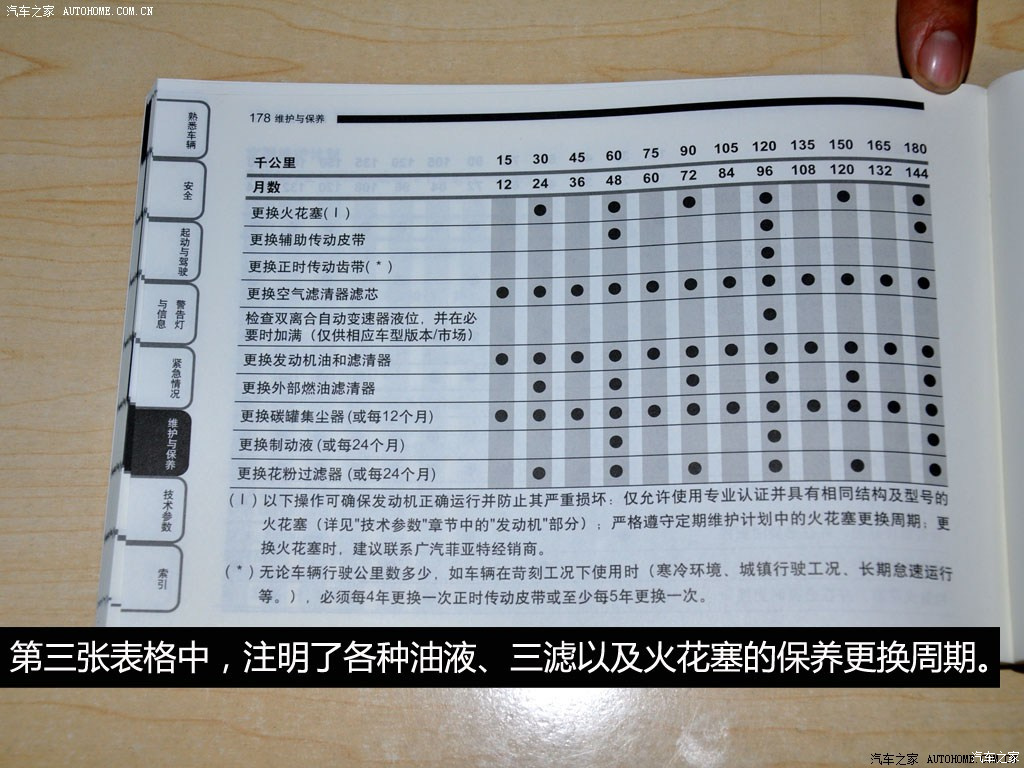 汽车之家 AUTOHOME.COM.CN
178 维护与保养
熟悉车辆
安全
起动与驾驶
警告灯与信息
紧急情况
维护与保养
技术参数
索引
千公里 15 30 45 60 75 90 105 120 135 150 165 180
月数 12 24 36 48 60 72 84 96 108 120 132 144
更换火花塞(Ⅰ) ● ● ● ● ● ●
更换辅助传动皮带 ● ● ●
更换正时传动齿带(*) ●
更换空气滤清器滤芯 ● ● ● ● ● ● ● ● ● ● ● ●
检查双离合自动变速器液位，并在必
要时加满（仅供相应车型版本/市场） ●
更换发动机油和滤清器 ● ● ● ● ● ● ● ● ● ● ● ●
更换外部燃油滤清器 ● ● ● ● ● ●
更换碳罐集尘器(或每12个月) ● ● ● ● ● ● ● ● ● ● ● ●
更换制动液(或每24个月) ● ● ●
更换花粉过滤器(或每24个月) ● ● ● ● ● ●
(Ⅰ)以下操作可确保发动机正确运行并防止其严重损坏：仅允许使用专业认证并具有相同结构及型号的
火花塞（详见"技术参数"章节中的"发动机"部分）；严格遵守定期维护计划中的火花塞更换周期；更
换火花塞时，建议联系广汽菲亚特经销商。
(*)无论车辆行驶公里数多少，如车辆在苛刻工况下使用时（寒冷环境、城镇行驶工况、长期怠速运行
等。），必须每4年更换一次正时传动皮带或至少每5年更换一次。
第三张表格中，注明了各种油液、三滤以及火花塞的保养更换周期。
汽车之家 AUTOHOME.COM.CN
汽车之家